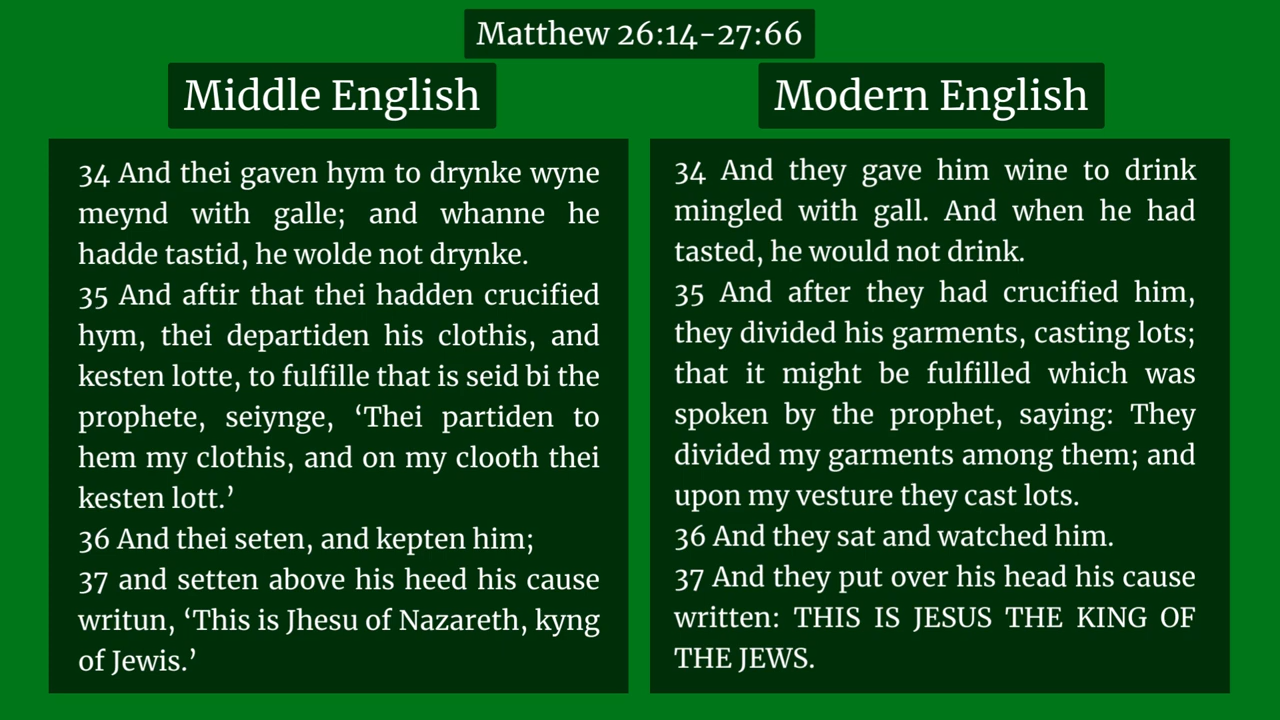 Matthew 26:14-27:66
Middle English
34 And thei gaven hym to drynke wyne
meynd with galle; and whanne he
hadde tastid, he wolde not drynke.
35 And aftir that thei hadden crucified
hym, thei departiden his clothis, and
kesten lotte, to fulfille that is seid bi the
prophete, seiynge, ‘Thei partiden to
hem my clothis, and on my clooth thei
kesten lott.’
36 And thei seten, and kepten him;
37 and setten above his heed his cause
writun, ‘This is Jhesu of Nazareth, kyng
of Jewis.’
Modern English
34 And they gave him wine to drink
mingled with gall. And when he had
tasted, he would not drink.
35 And after they had crucified him,
they divided his garments, casting lots;
that it might be fulfilled which was
spoken by the prophet, saying: They
divided my garments among them; and
upon my vesture they cast lots.
36 And they sat and watched him.
37 And they put over his head his cause
written: THIS IS JESUS THE KING OF
THE JEWS.